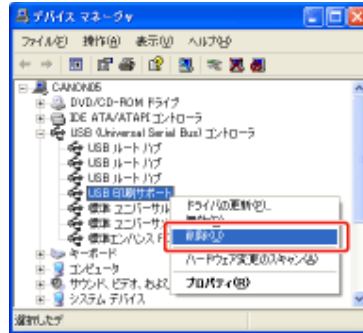 デバイス マネージャ
ファイル(F) 操作(A) 表示(V) ヘルプ(H)
CANON05
DVD/CD-ROM ドライブ
IDE ATA/ATAPI コントローラ
USB (Universal Serial Bus) コントローラ
USB ルート ハブ
USB ルート ハブ
USB ルート ハブ
USB 印刷サポート
標準 ユニバーサル
標準 ユニバーサ
標準エンハンス
キーボード
コンピュータ
サウンド、ビデオ、および
システム デバイス
ドライバの更新(P)...
削除(U)
ハードウェア変更のスキャン(A)
プロパティ(R)
選択したデ